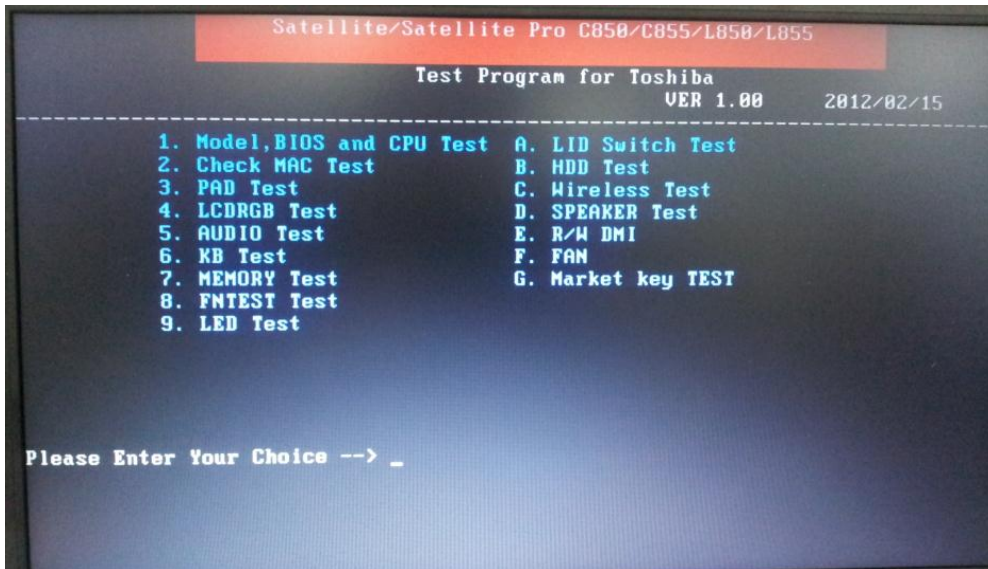 Satellite/Satellite Pro C850/C855/L850/L855
Test Program for Toshiba
VER 1.00 2012/02/15
1. Model,BIOS and CPU Test A. LID Switch Test
2. Check MAC Test B. HDD Test
3. PAD Test C. Wireless Test
4. LCDRGB Test D. SPEAKER Test
5. AUDIO Test E. R/W DMI
6. KB Test F. FAN
7. MEMORY Test G. Market key TEST
8. FNTEST Test
9. LED Test
Please Enter Your Choice --> _